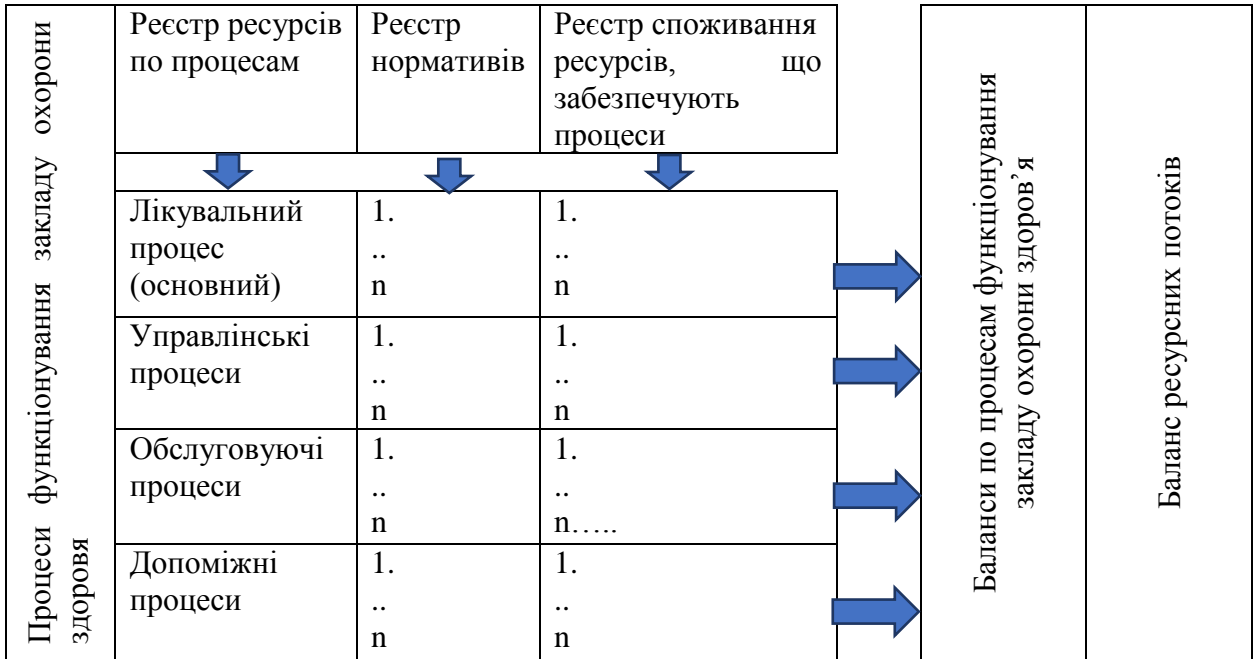 Процеси функціонування закладу охорони
здоровя
Реєстр ресурсів
по процесам
Реєстр
нормативів
Реєстр споживання
ресурсів, що
забезпечують
процеси
Лікувальний
процес
(основний)
1.
..
n
1.
..
n
Управлінські
процеси
1.
..
n
1.
..
n
Обслуговуючі
процеси
1.
..
n
1.
..
n…..
Допоміжні
процеси
1.
..
n
1.
..
n
Баланси по процесам функціонування
закладу охорони здоров’я
Баланс ресурсних потоків